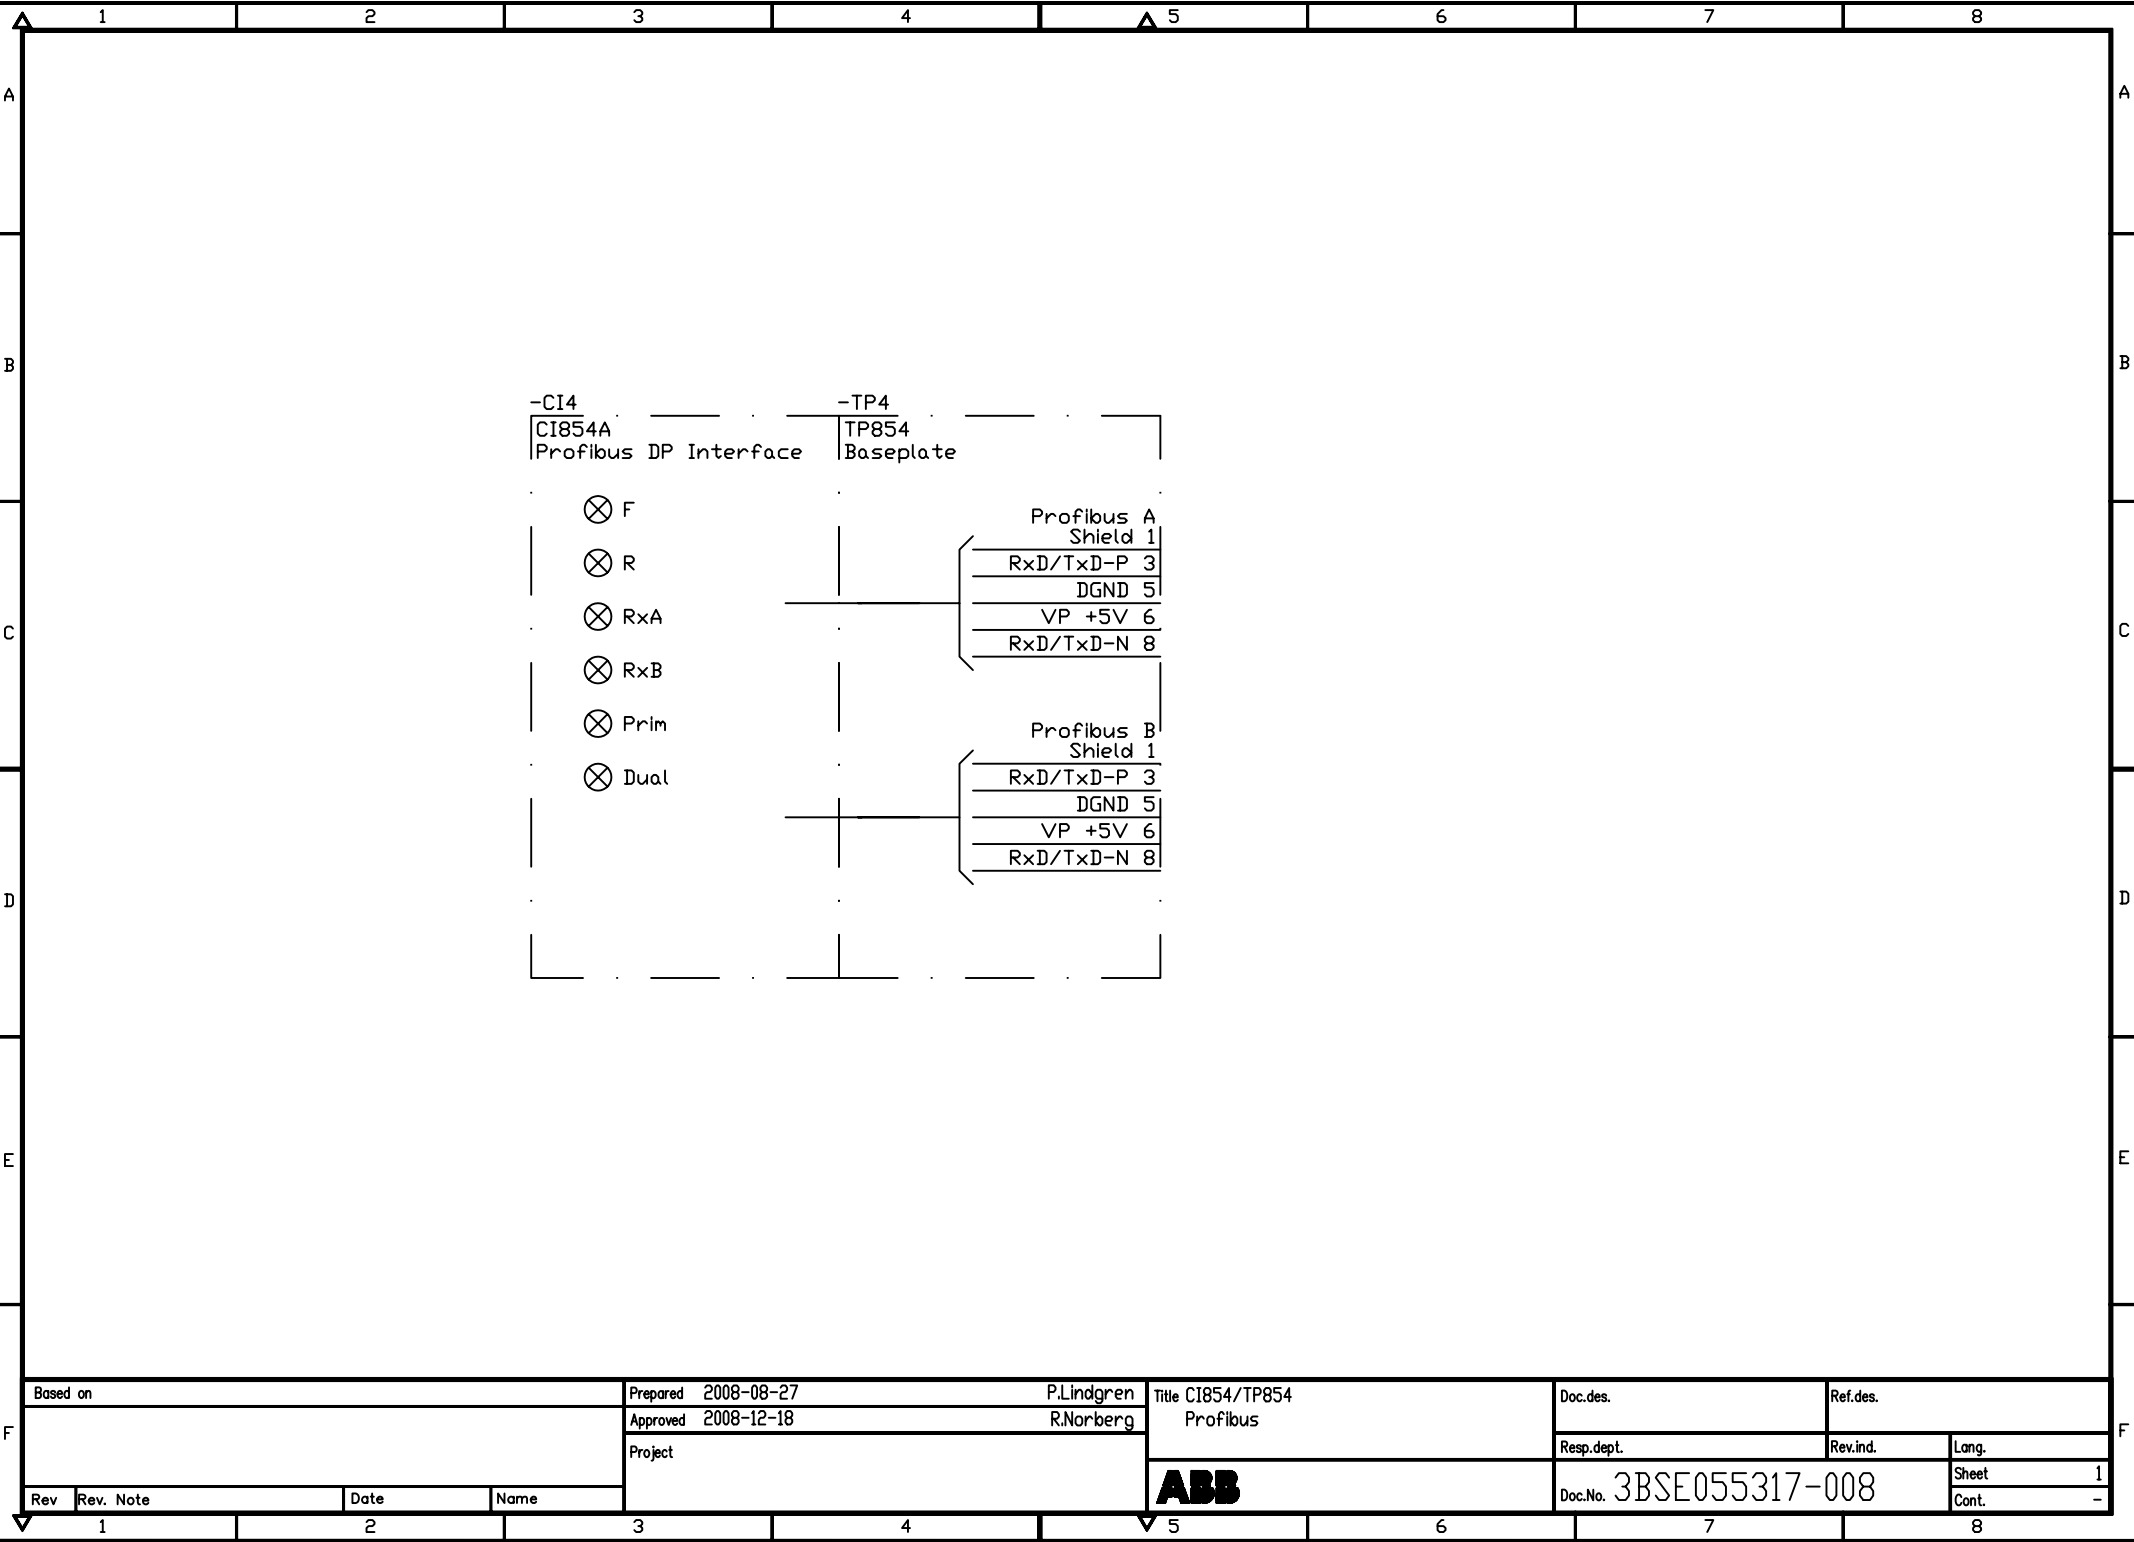 1 2 3 4 5 6 7 8
A A
B B
-CI4 -TP4
CI854A TP854
Profibus DP Interface Baseplate
F
Profibus A
Shield 1
R RxD/TxD-P 3
DGND 5
RxA VP +5V 6
C C
RxD/TxD-N 8
RxB
Prim Profibus B
Shield 1
Dual RxD/TxD-P 3
DGND 5
VP +5V 6
RxD/TxD-N 8
D D
E E
Based on Prepared 2008-08-27 P.Lindgren Title CI854/TP854 Doc.des. Ref.des.
Approved 2008-12-18 R.Norberg Profibus
F F
Project Resp.dept. Rev.ind. Lang.
ABB Doc.No. 3BSE055317-008 Sheet 1
Rev Rev. Note Date Name Cont. -
1 2 3 4 5 6 7 8